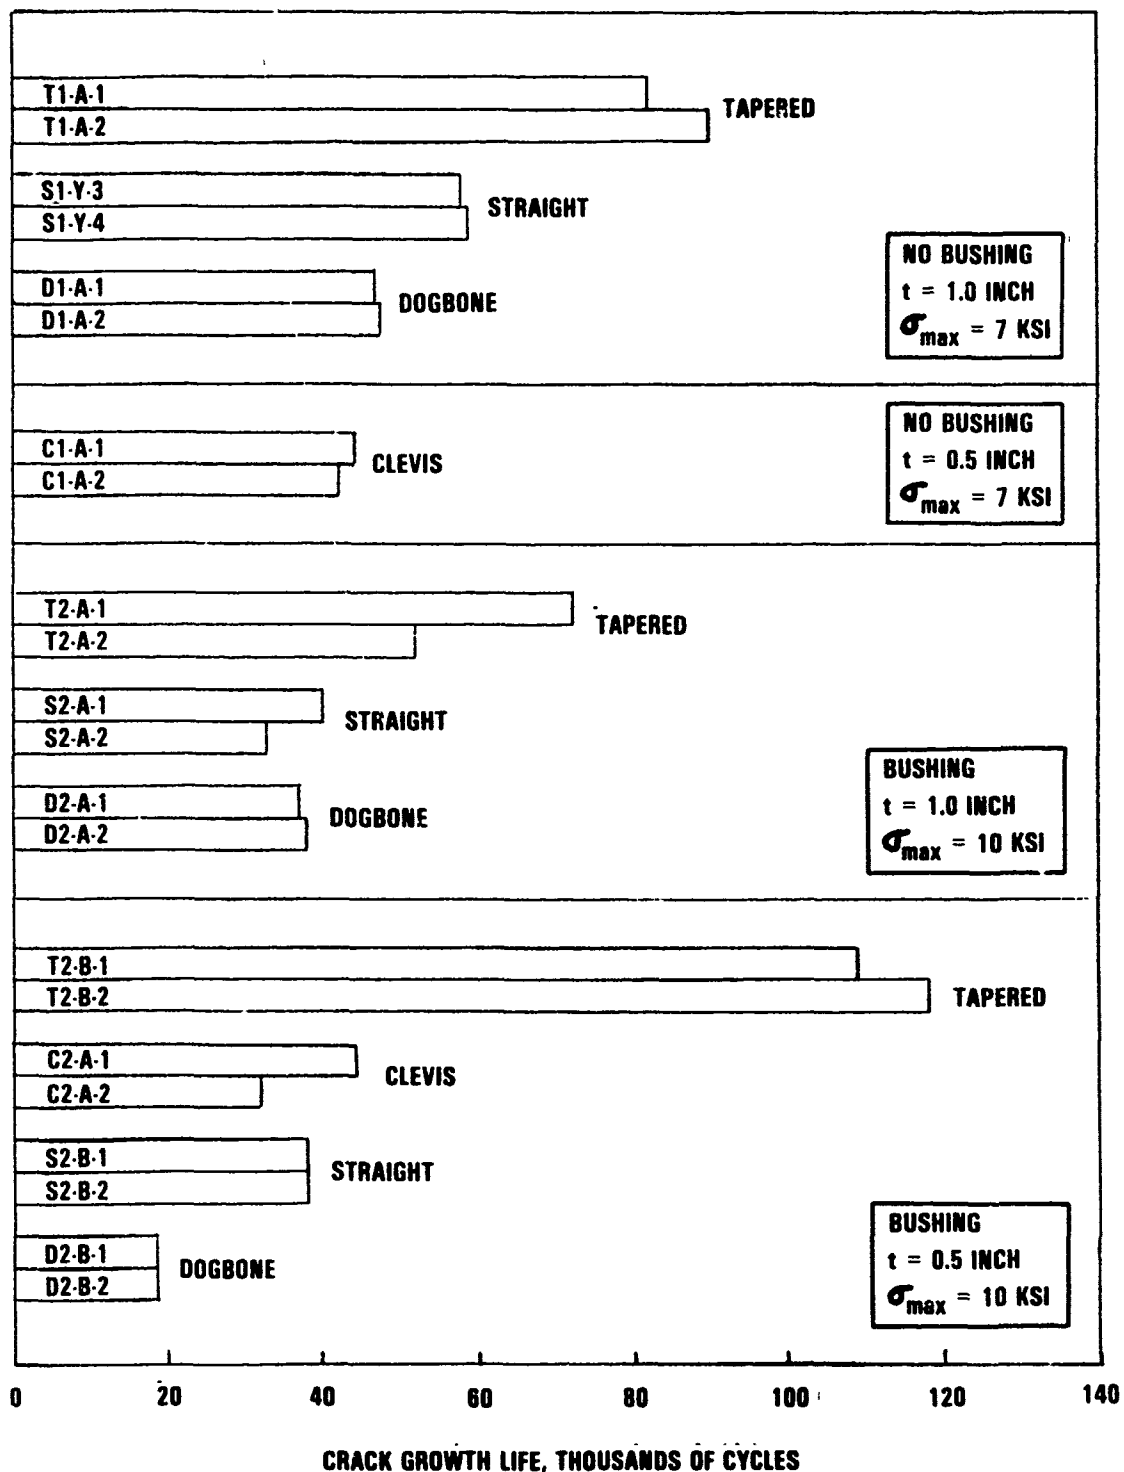 T1-A-1
T1-A-2
TAPERED
S1-Y-3
S1-Y-4
STRAIGHT
D1-A-1
D1-A-2
DOGBONE
NO BUSHING
t = 1.0 INCH
σmax = 7 KSI
C1-A-1
C1-A-2
CLEVIS
NO BUSHING
t = 0.5 INCH
σmax = 7 KSI
T2-A-1
T2-A-2
TAPERED
S2-A-1
S2-A-2
STRAIGHT
D2-A-1
D2-A-2
DOGBONE
BUSHING
t = 1.0 INCH
σmax = 10 KSI
T2-B-1
T2-B-2
TAPERED
C2-A-1
C2-A-2
CLEVIS
S2-B-1
S2-B-2
STRAIGHT
D2-B-1
D2-B-2
DOGBONE
BUSHING
t = 0.5 INCH
σmax = 10 KSI
0 20 40 60 80 100 120 140
CRACK GROWTH LIFE, THOUSANDS OF CYCLES